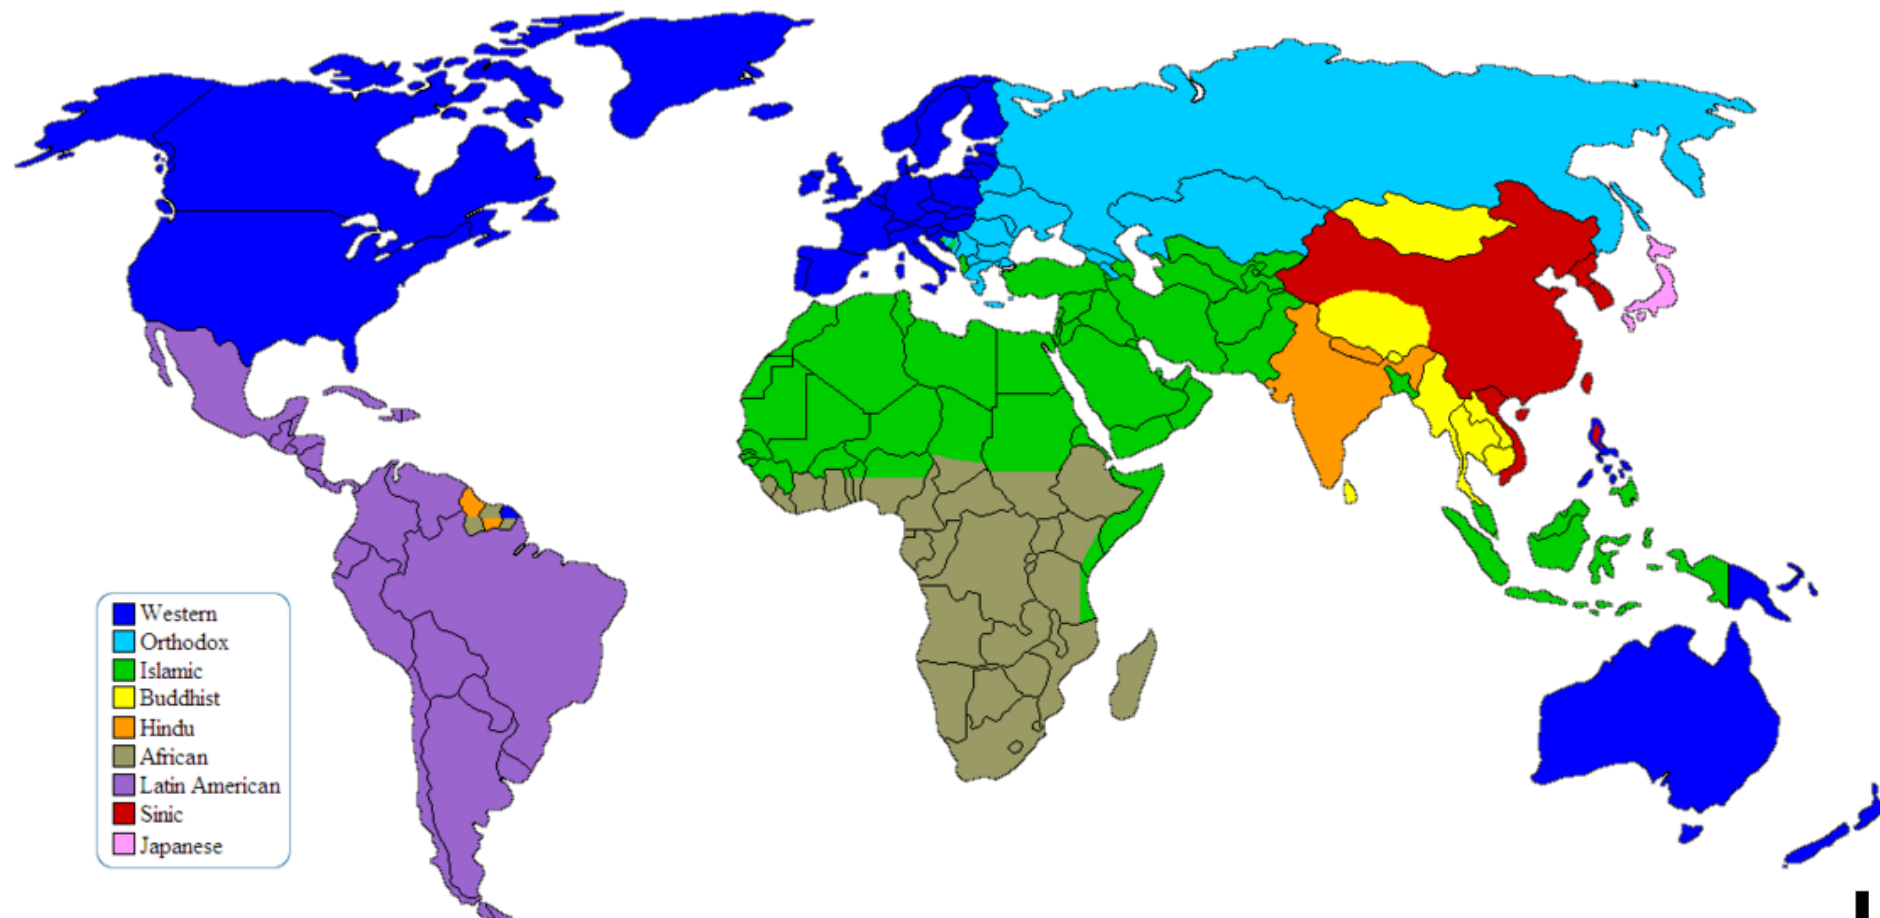 Western
Orthodox
Islamic
Buddhist
Hindu
African
Latin American
Sinic
Japanese